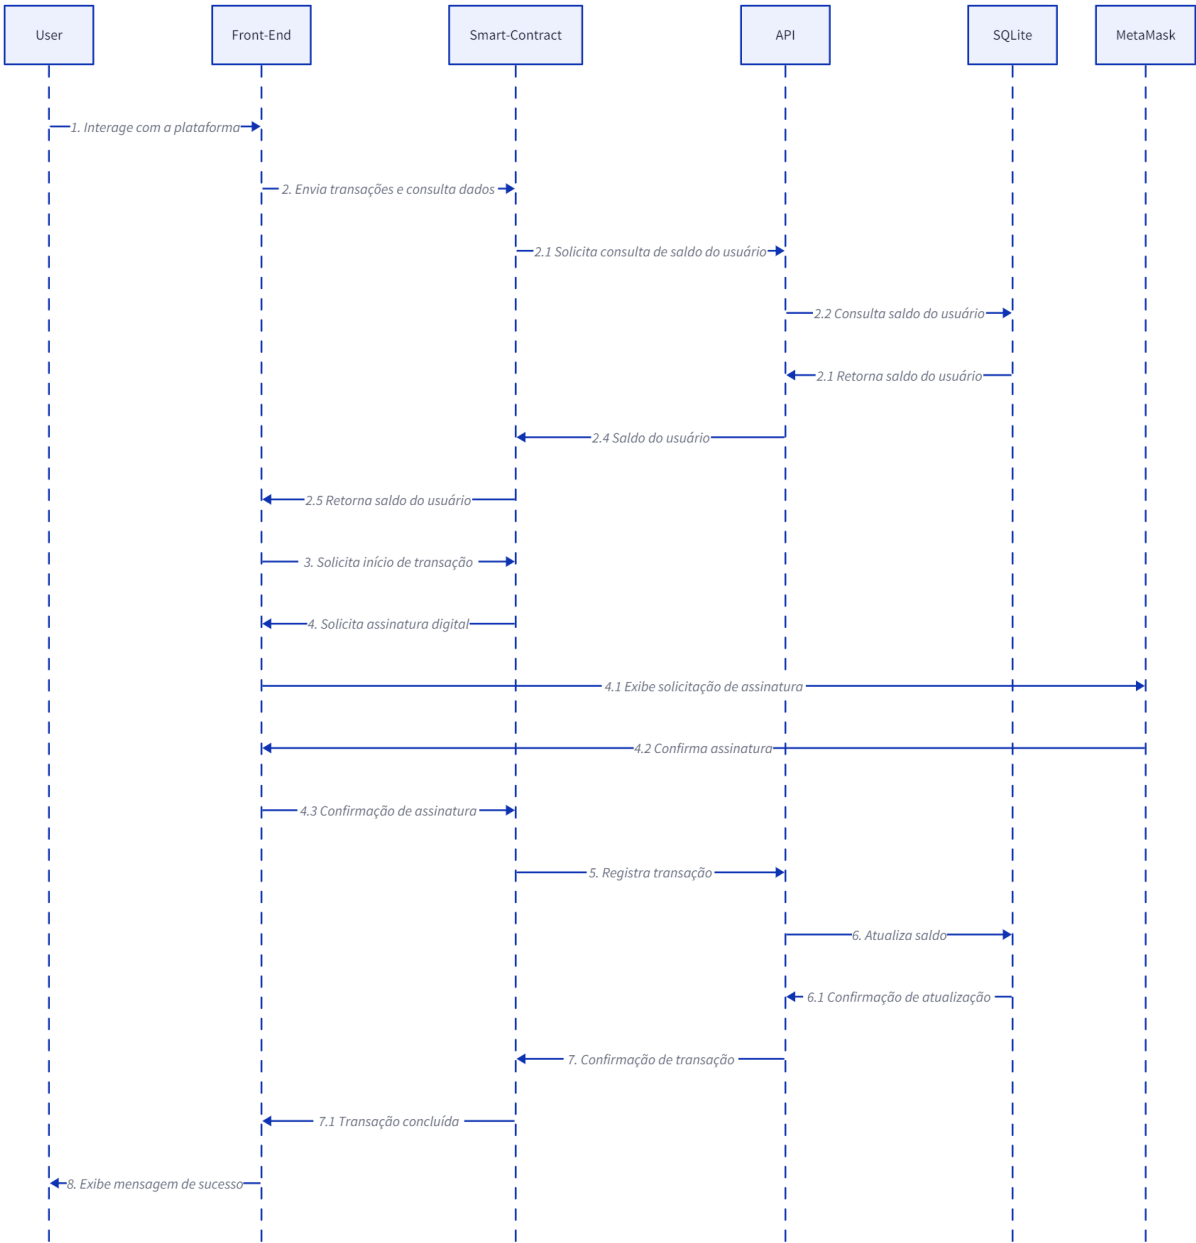 User
Front-End
Smart-Contract
API
SQLite
MetaMask
1. Interage com a plataforma
2. Envia transações e consulta dados
2.1 Solicita consulta de saldo do usuário
2.2 Consulta saldo do usuário
2.1 Retorna saldo do usuário
2.4 Saldo do usuário
2.5 Retorna saldo do usuário
3. Solicita início de transação
4. Solicita assinatura digital
4.1 Exibe solicitação de assinatura
4.2 Confirma assinatura
4.3 Confirmação de assinatura
5. Registra transação
6. Atualiza saldo
6.1 Confirmação de atualização
7. Confirmação de transação
7.1 Transação concluída
8. Exibe mensagem de sucesso